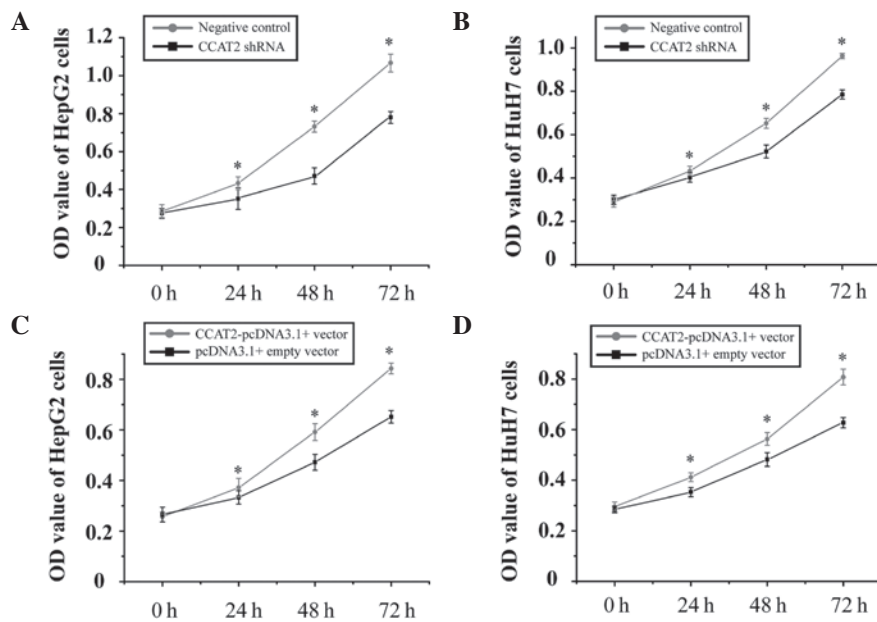 A
Negative control
CCAT2 shRNA
OD value of HepG2 cells
1.2
1.0
0.8
0.6
0.4
0.2
0
* * * *
0 h 24 h 48 h 72 h
B
Negative control
CCAT2 shRNA
OD value of HuH7 cells
1.0
0.8
0.6
0.4
0.2
0
* * *
0 h 24 h 48 h 72 h
C
CCAT2-pcDNA3.1+ vector
pcDNA3.1+ empty vector
OD value of HepG2 cells
0.8
0.6
0.4
0.2
0
* * *
0 h 24 h 48 h 72 h
D
CCAT2-pcDNA3.1+ vector
pcDNA3.1+ empty vector
OD value of HuH7 cells
0.8
0.6
0.4
0.2
0
* * *
0 h 24 h 48 h 72 h